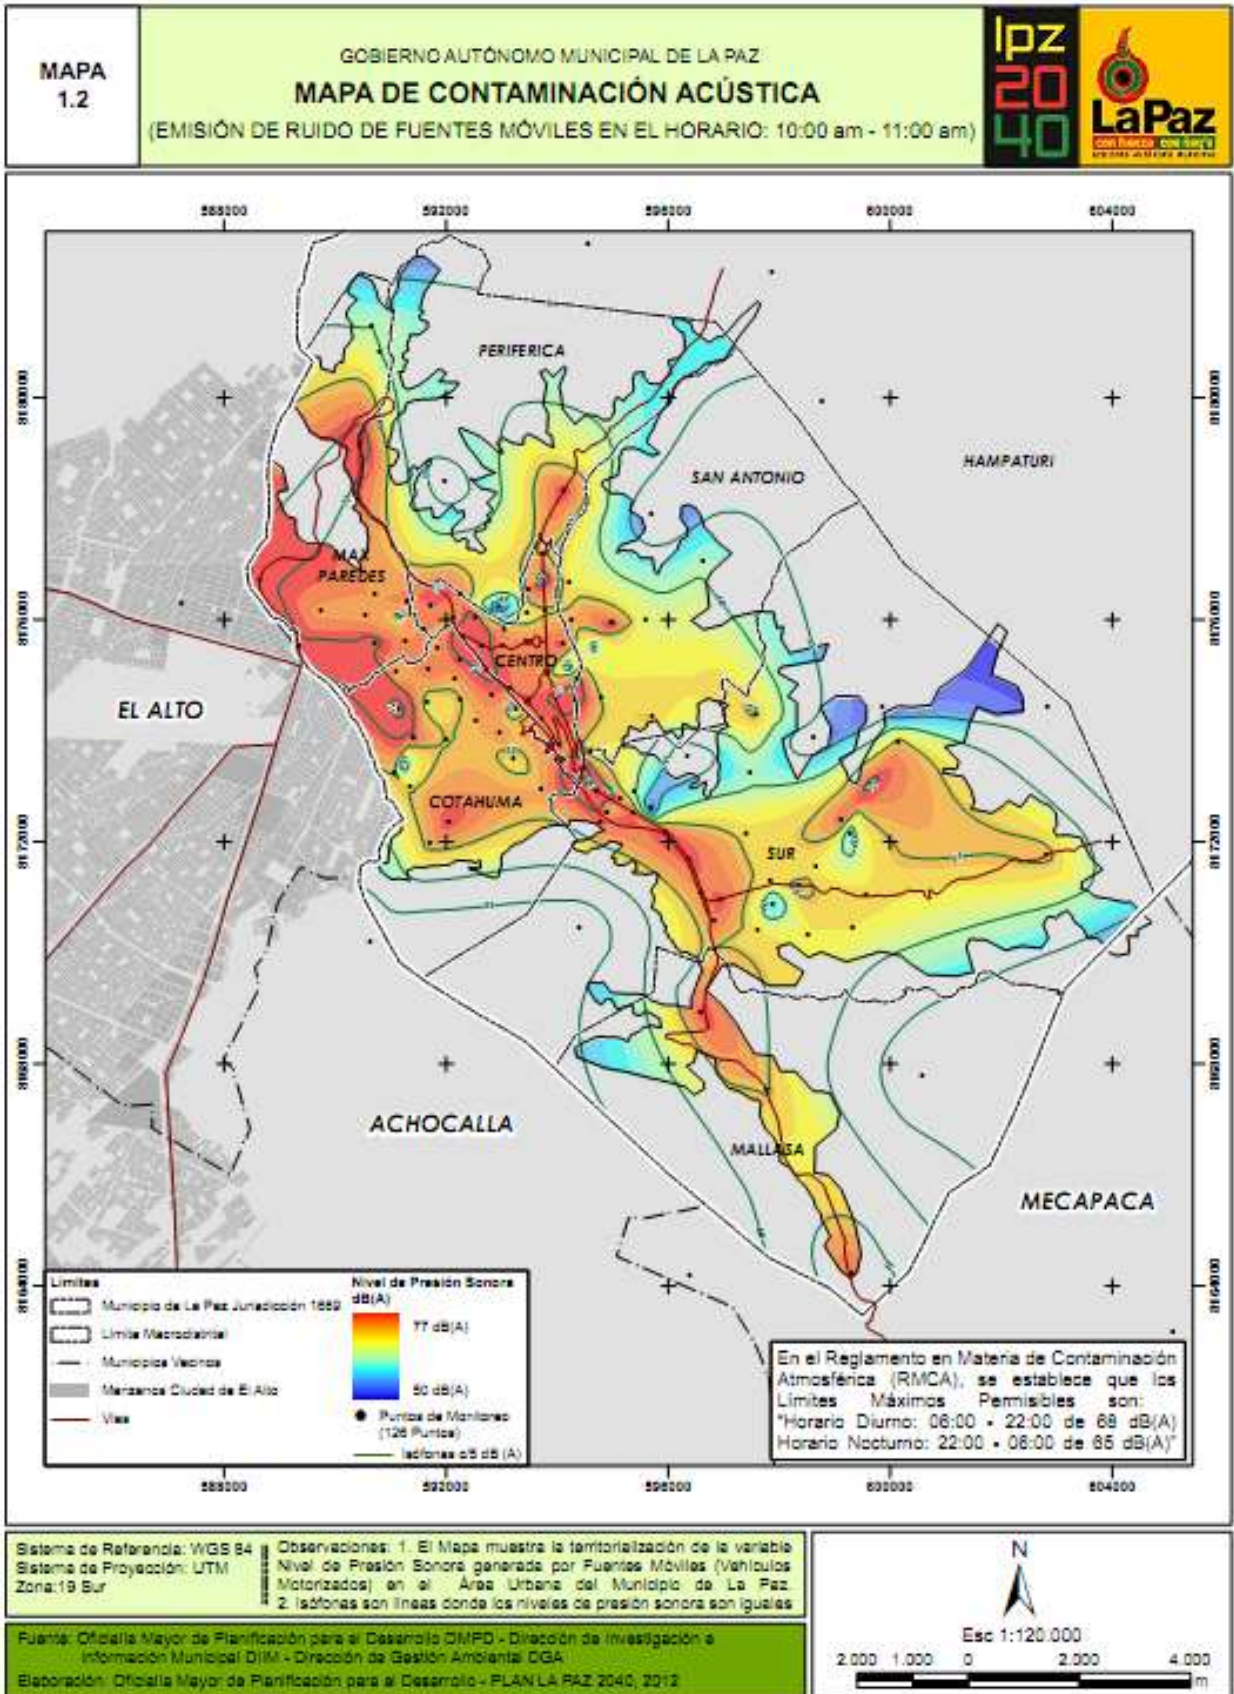 MAPA
1.2
GOBIERNO AUTÓNOMO MUNICIPAL DE LA PAZ
MAPA DE CONTAMINACIÓN ACÚSTICA
(EMISIÓN DE RUIDO DE FUENTES MÓVILES EN EL HORARIO: 10:00 am - 11:00 am)
lpz
20
40
LaPaz
588000 592000 596000 600000 604000
8180000 8180000
PERIFERICA
SAN ANTONIO
HAMPATURI
MAX
PAREDES
8176000 8176000
CENTRO
EL ALTO
COTAHUMA
8172000 8172000
SUR
8168000 8168000
ACHOCALLA
MALLASA
MECAPACA
8164000 8164000
Limites
Municipio de La Paz Jurisdicción 1669
Limite Macrodistrital
Municipios Vecinos
Manzanos Ciudad de El Alto
Vias
Nivel de Presión Sonora
dB(A)
77 dB(A)
50 dB(A)
Puntos de Monitoreo
(126 Puntos)
Isófonas c/5 dB (A)
En el Reglamento en Materia de Contaminación
Atmosférica (RMCA), se establece que los
Límites Máximos Permisibles son:
"Horario Diurno: 06:00 - 22:00 de 68 dB(A)
Horario Nocturno: 22:00 - 06:00 de 65 dB(A)"
588000 592000 596000 600000 604000
Sistema de Referencia: WGS 84
Sistema de Proyección: UTM
Zona:19 Sur
Observaciones: 1. El Mapa muestra la territorialización de la variable
Nivel de Presión Sonora generada por Fuentes Móviles (Vehículos
Motorizados) en el Área Urbana del Municipio de La Paz.
2. Isófonas son líneas donde los niveles de presión sonora son iguales
Fuente: Oficialía Mayor de Planificación para el Desarrollo OMPD - Dirección de Investigación e
Información Municipal DIIM - Dirección de Gestión Ambiental DGA
Elaboración: Oficialía Mayor de Planificación para el Desarrollo - PLAN LA PAZ 2040, 2012
N
Esc 1:120.000
2.000 1.000 0 2.000 4.000
m